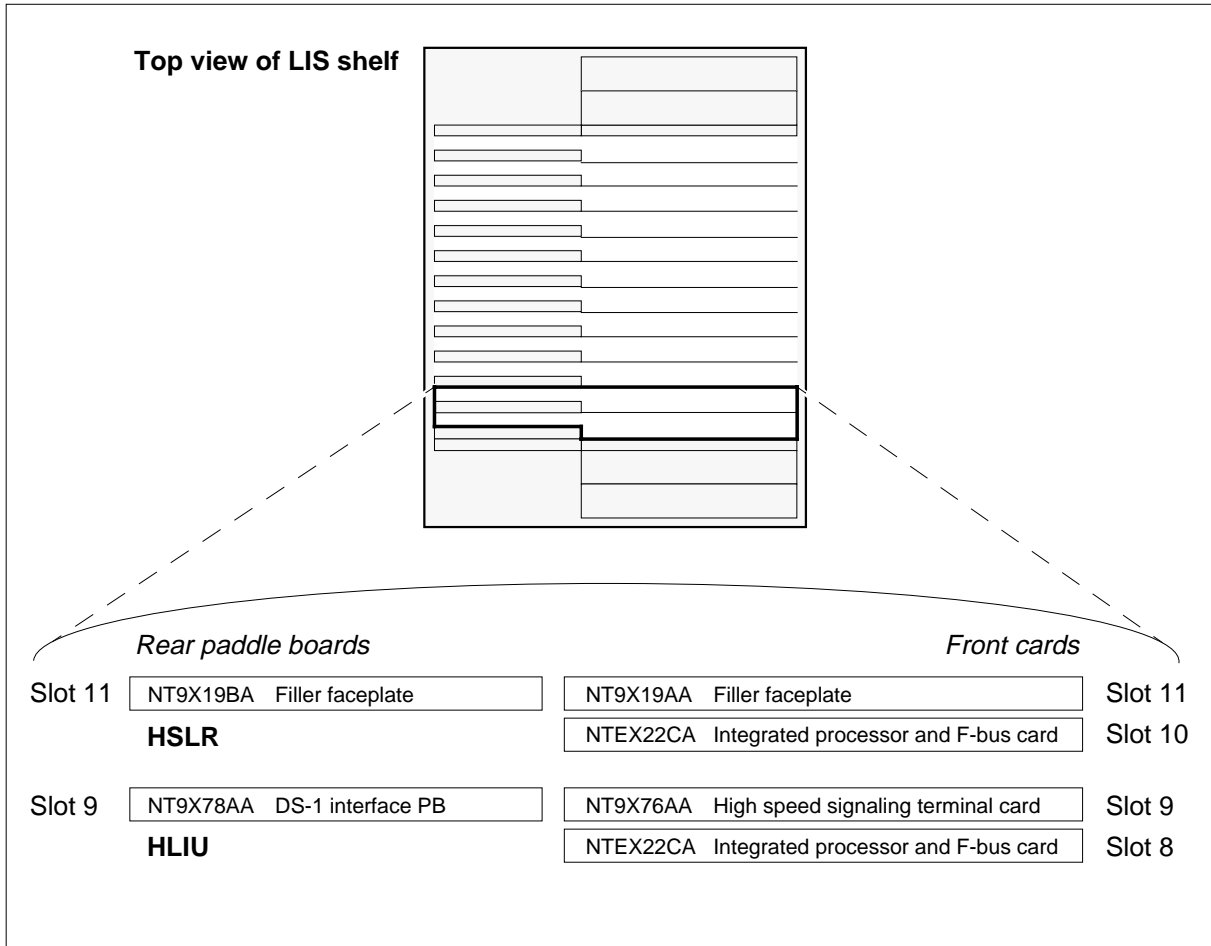 Top view of LIS shelf
Rear paddle boards
Front cards
Slot 11 NT9X19BA Filler faceplate NT9X19AA Filler faceplate Slot 11
HSLR NTEX22CA Integrated processor and F-bus card Slot 10
Slot 9 NT9X78AA DS-1 interface PB NT9X76AA High speed signaling terminal card Slot 9
HLIU NTEX22CA Integrated processor and F-bus card Slot 8